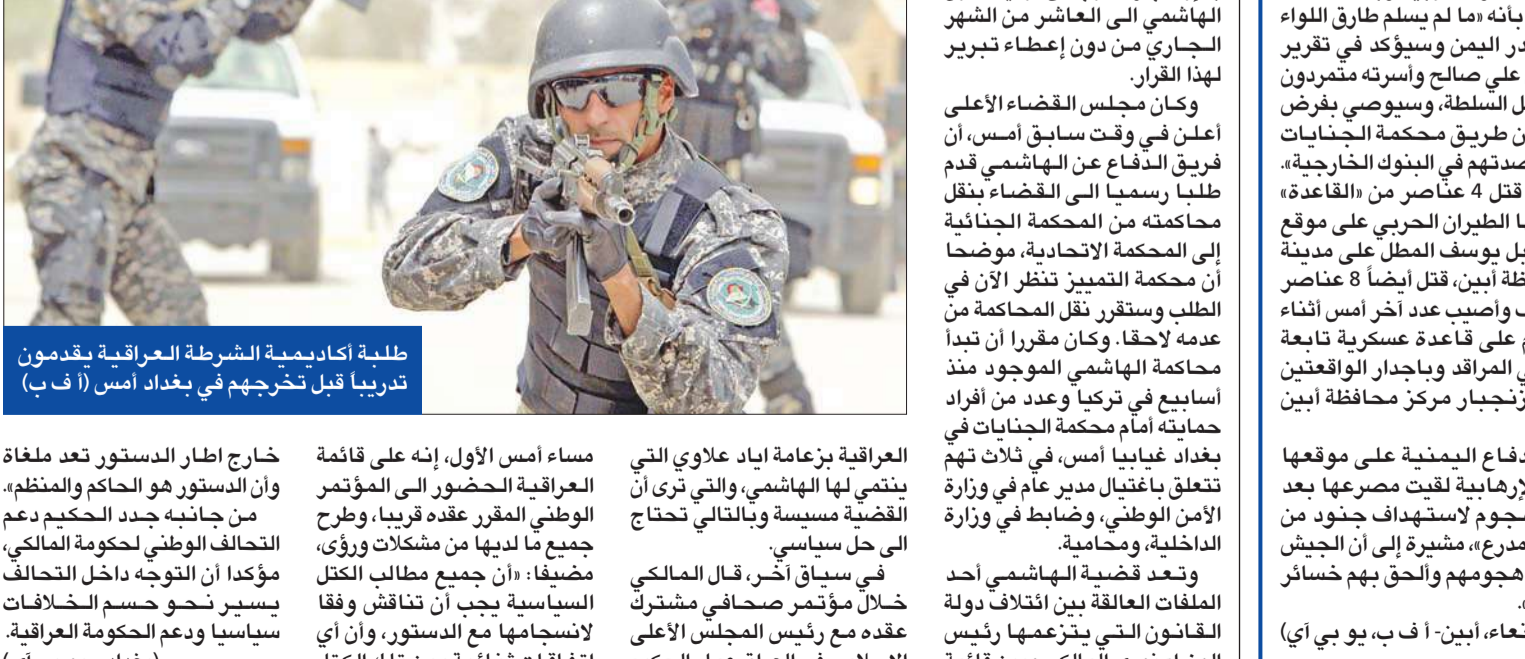 بأنه «ما لم يسلم طارق اللواء
در اليمن وسيؤكد في تقرير
علي صالح وأسرته متمردون
ل السلطة، وسيوصي بفرض
ن طريق محكمة الجنايات
صدتهم في البنوك الخارجية».
قتل 4 عناصر من «القاعدة»
ا الطيران الحربي على موقع
بل يوسف المطل على مدينة
ظة أبين، قتل أيضاً 8 عناصر
وأصيب عدد آخر أمس أثناء
م على قاعدة عسكرية تابعة
ي المراقد وباجدار الواقعتين
زنجبار مركز محافظة أبين
دفاع اليمنية على موقعها
لإرهابية لقيت مصرعها بعد
هجوم لاستهداف جنود من
مدرع»، مشيرة إلى أن الجيش
هجومهم وألحق بهم خسائر
».
نعاء، أبين- أ ف ب، يو بي آي)
الهاشمي الى العاشر من الشهر
الجاري من دون إعطاء تبرير
لهذا القرار.
وكان مجلس القضاء الأعلى
أعلن في وقت سابق أمس، أن
فريق الدفاع عن الهاشمي قدم
طلبا رسميا الى القضاء بنقل
محاكمته من المحكمة الجنائية
إلى المحكمة الاتحادية، موضحا
أن محكمة التمييز تنظر الآن في
الطلب وستقرر نقل المحاكمة من
عدمه لاحقا. وكان مقررا أن تبدأ
محاكمة الهاشمي الموجود منذ
أسابيع في تركيا وعدد من أفراد
حمايته أمام محكمة الجنايات في
بغداد غيابيا أمس، في ثلاث تهم
تتعلق باغتيال مدير عام في وزارة
الأمن الوطني، وضابط في وزارة
الداخلية، ومحامية.
وتعد قضية الهاشمي أحد
الملفات العالقة بين ائتلاف دولة
القانون التي يتزعمها رئيس
طلبة أكاديمية الشرطة العراقية يقدمون
تدريباً قبل تخرجهم في بغداد أمس (أ ف ب)
العراقية بزعامة اياد علاوي التي
ينتمي لها الهاشمي، والتي ترى أن
القضية مسيسة وبالتالي تحتاج
الى حل سياسي.
في سياق آخر، قال المالكي
خلال مؤتمر صحافي مشترك
عقده مع رئيس المجلس الأعلى
مساء أمس الأول، إنه على قائمة
العراقية الحضور الى المؤتمر
الوطني المقرر عقده قريبا، وطرح
جميع ما لديها من مشكلات ورؤى،
مضيفا: «أن جميع مطالب الكتل
السياسية يجب أن تناقش وفقا
لانسجامها مع الدستور، وأن أي
خارج اطار الدستور تعد ملغاة
وأن الدستور هو الحاكم والمنظم».
من جانبه جدد الحكيم دعم
التحالف الوطني لحكومة المالكي،
مؤكدا أن التوجه داخل التحالف
يسير نحو حسم الخلافات
سياسيا ودعم الحكومة العراقية.